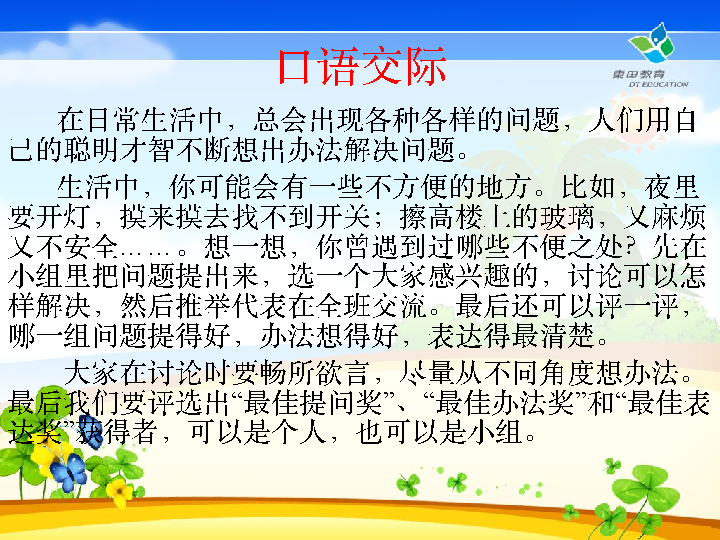 口语交际
東田教育
DT EDUCATION
在日常生活中，总会出现各种各样的问题，人们用自
己的聪明才智不断想出办法解决问题。
生活中，你可能会有一些不方便的地方。比如，夜里
要开灯，摸来摸去找不到开关；擦高楼上的玻璃，又麻烦
又不安全……。想一想，你曾遇到过哪些不便之处？先在
小组里把问题提出来，选一个大家感兴趣的，讨论可以怎
样解决，然后推举代表在全班交流。最后还可以评一评，
哪一组问题提得好，办法想得好，表达得最清楚。
大家在讨论时要畅所欲言，尽量从不同角度想办法。
最后我们要评选出“最佳提问奖”、“最佳办法奖”和“最佳表
达奖”获得者，可以是个人，也可以是小组。